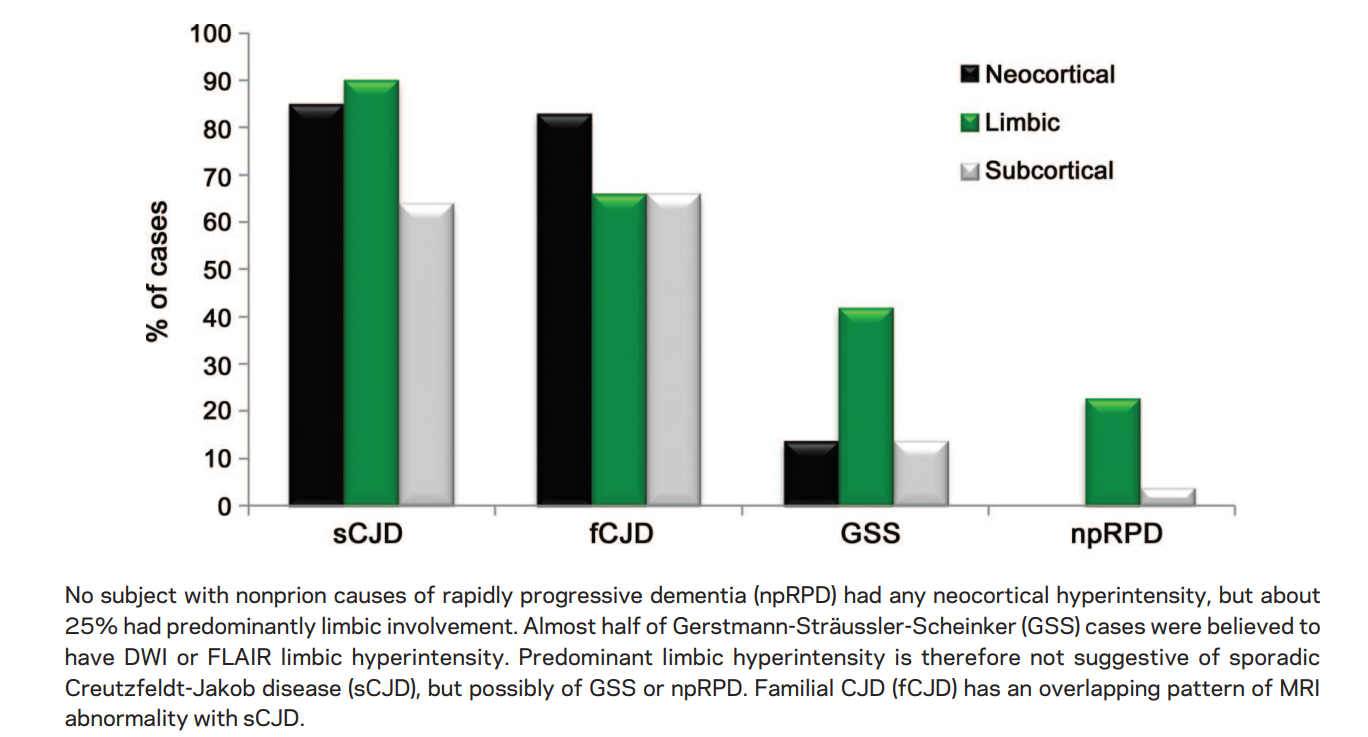 100
90
80
70
60
50
40
30
20
10
0
% of cases
Neocortical
Limbic
Subcortical
sCJD
fCJD
GSS
npRPD
No subject with nonprion causes of rapidly progressive dementia (npRPD) had any neocortical hyperintensity, but about
25% had predominantly limbic involvement. Almost half of Gerstmann-Sträussler-Scheinker (GSS) cases were believed to
have DWI or FLAIR limbic hyperintensity. Predominant limbic hyperintensity is therefore not suggestive of sporadic
Creutzfeldt-Jakob disease (sCJD), but possibly of GSS or npRPD. Familial CJD (fCJD) has an overlapping pattern of MRI
abnormality with sCJD.